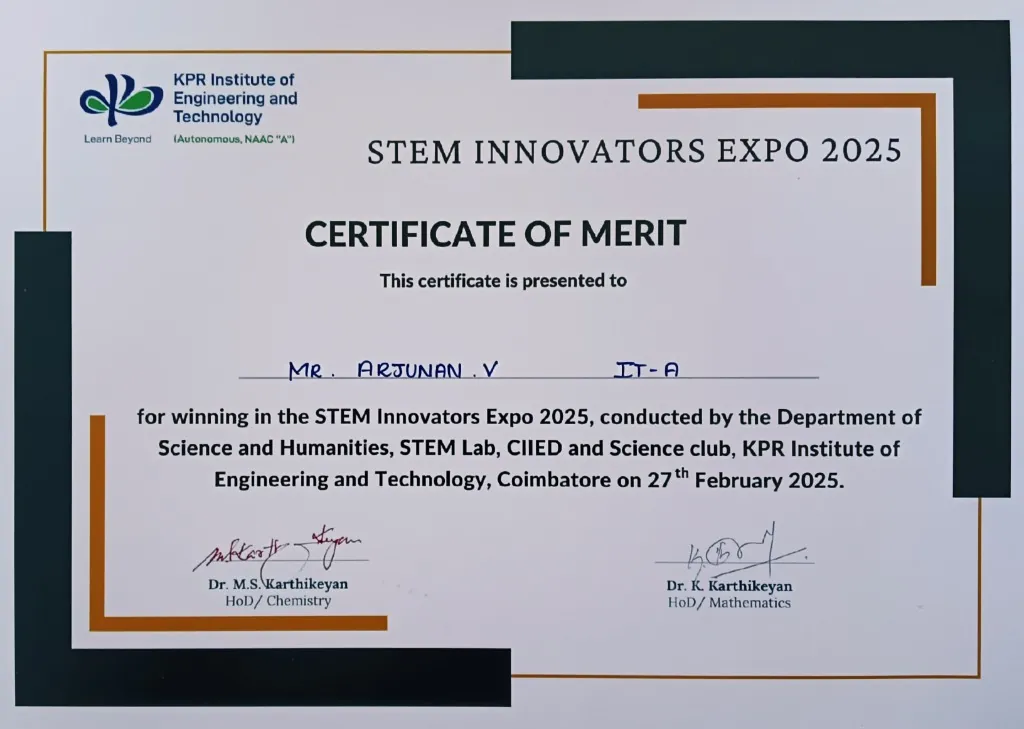 KPR Institute of
Engineering and
Technology
Learn Beyond (Autonomous, NAAC "A")
STEM INNOVATORS EXPO 2025
CERTIFICATE OF MERIT
This certificate is presented to
MR. ARJUNAN.V IT-A
for winning in the STEM Innovators Expo 2025, conducted by the Department of
Science and Humanities, STEM Lab, CIIED and Science club, KPR Institute of
Engineering and Technology, Coimbatore on 27th February 2025.
Dr. M.S. Karthikeyan
HoD/ Chemistry
Dr. K. Karthikeyan
HoD/ Mathematics